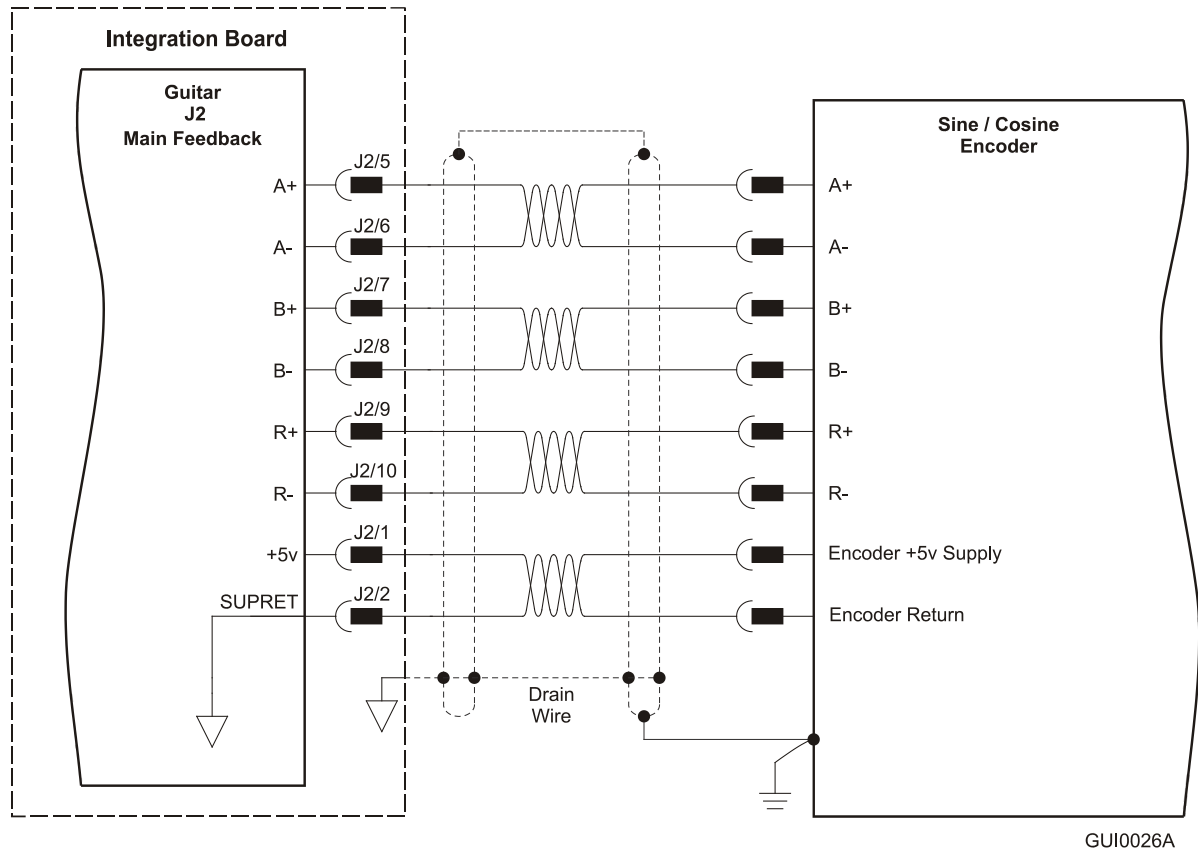 Integration Board
Guitar
J2
Main Feedback
Sine / Cosine
Encoder
A+
J2/5
A+
A-
J2/6
A-
B+
J2/7
B+
B-
J2/8
B-
R+
J2/9
R+
R-
J2/10
R-
+5v
J2/1
Encoder +5v Supply
SUPRET
J2/2
Encoder Return
Drain
Wire
GUI0026A